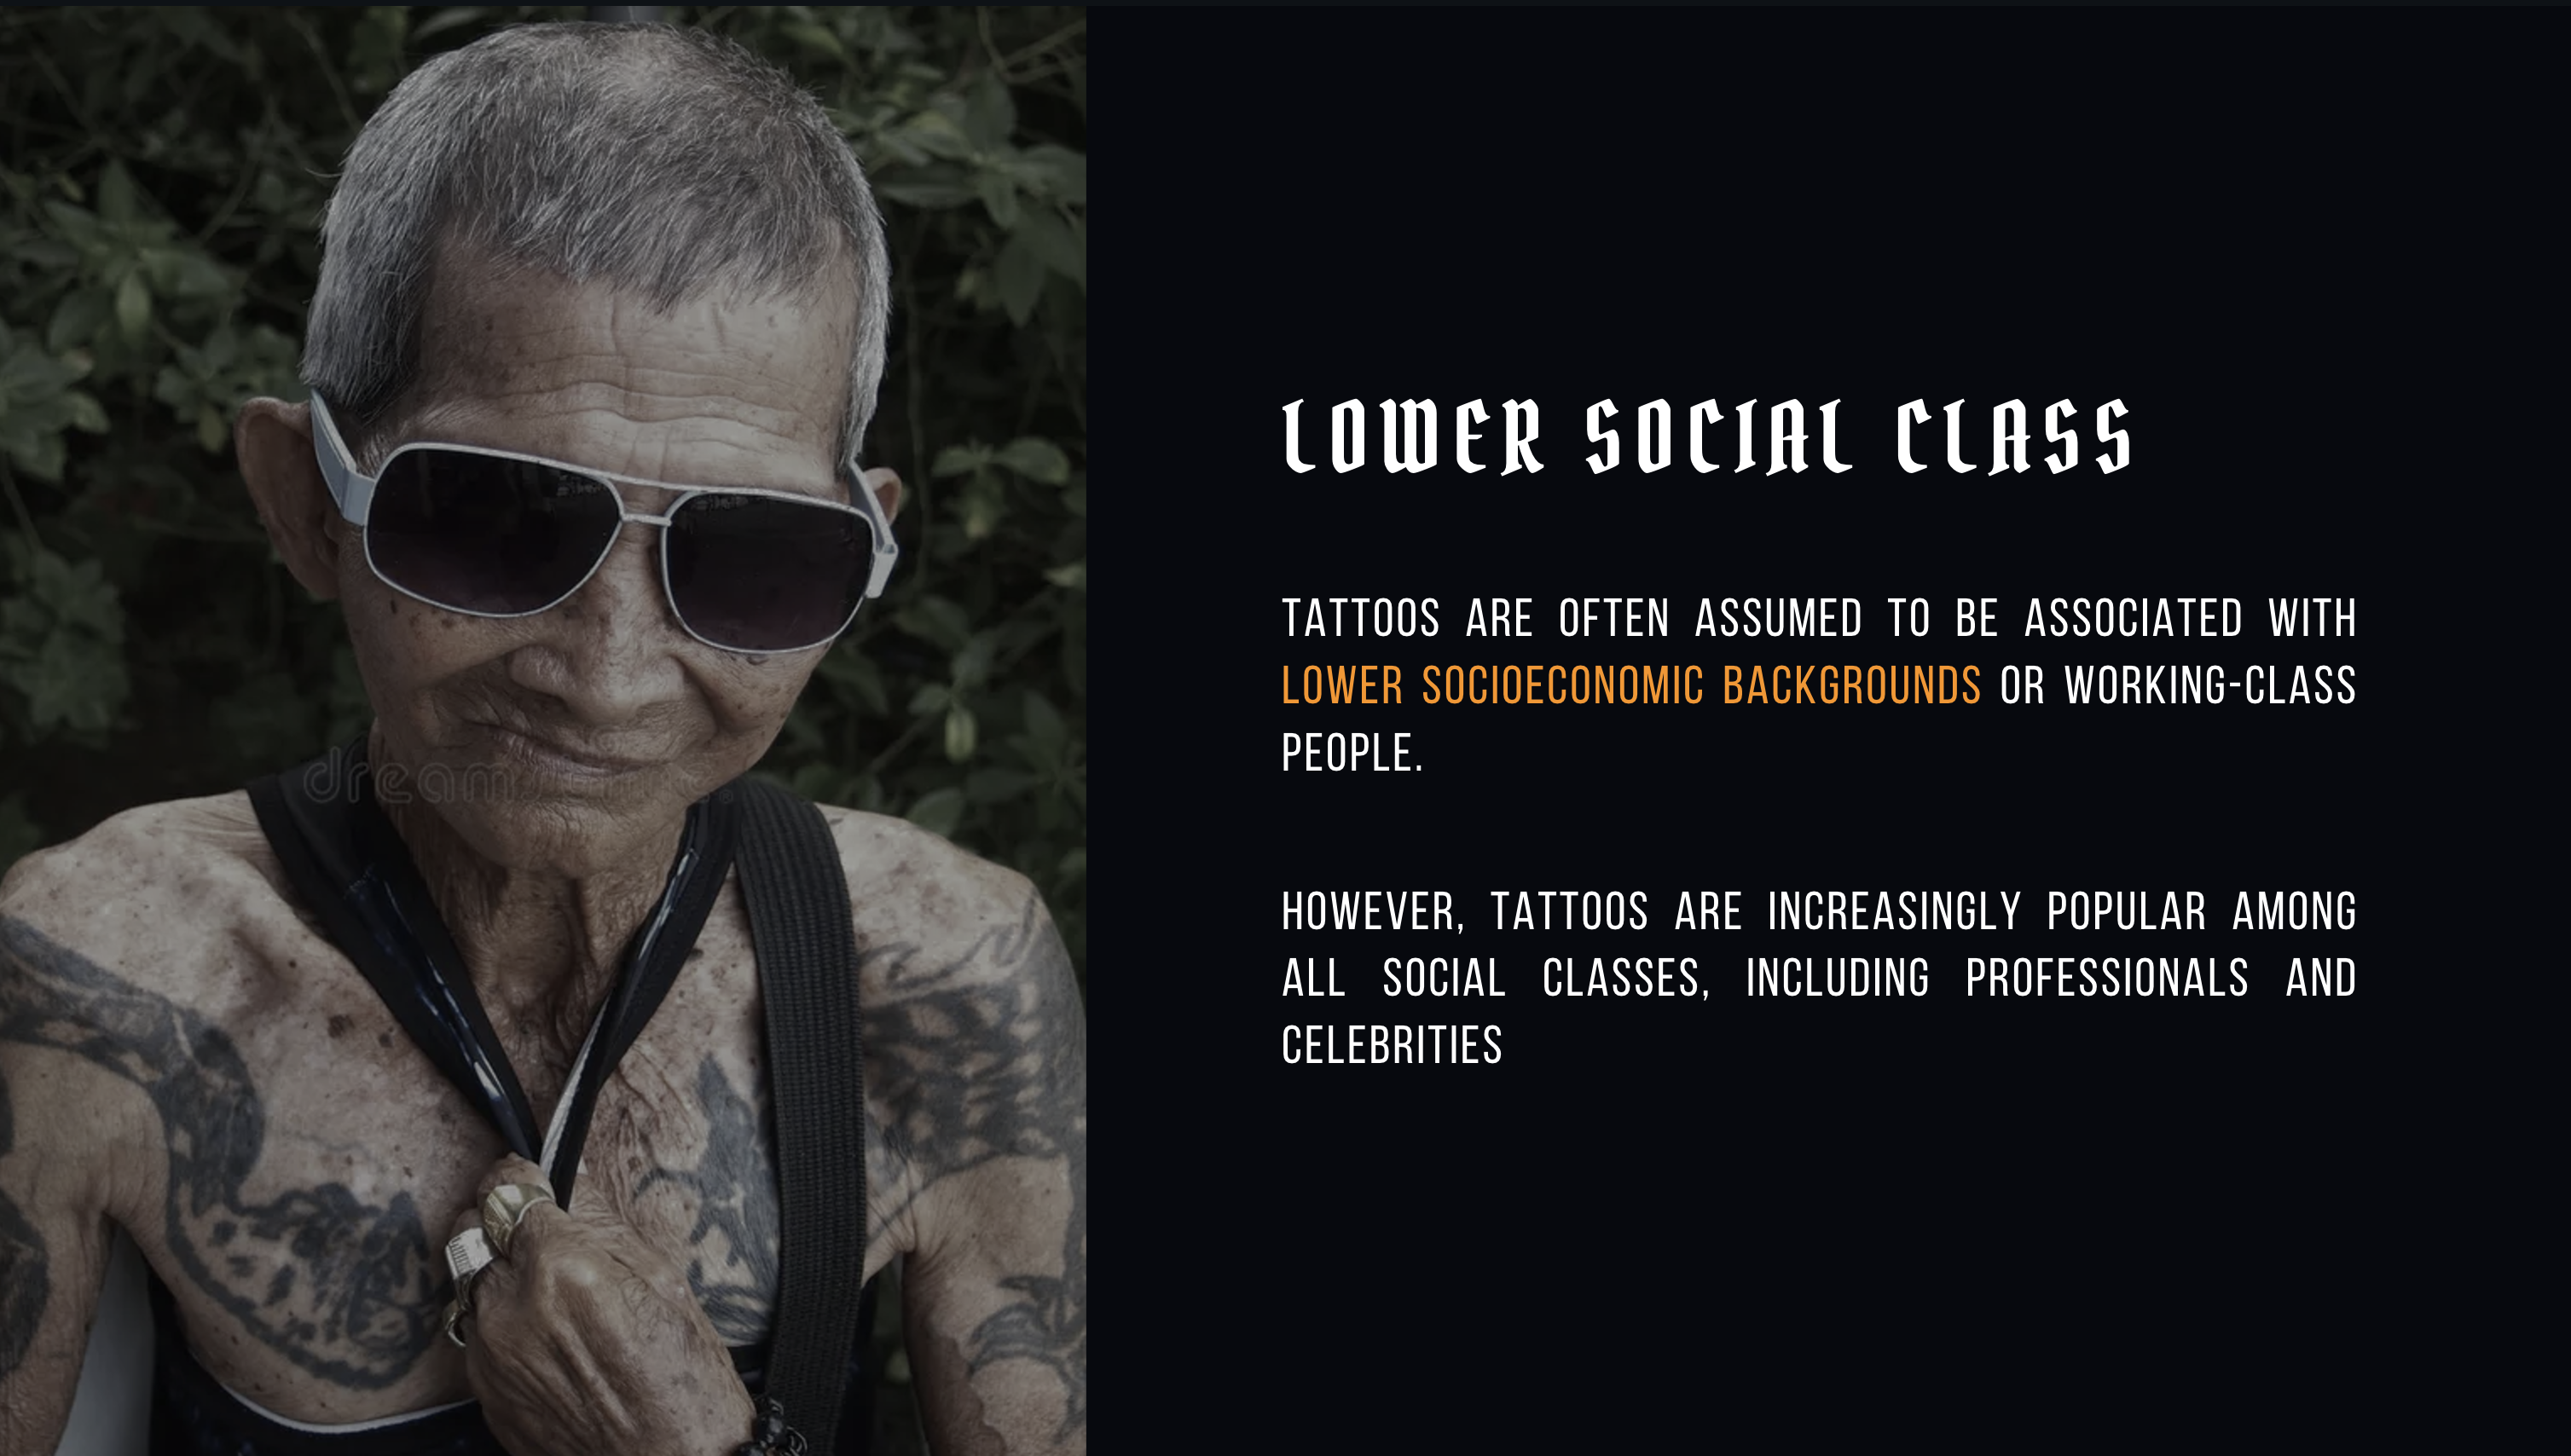 LOWER SOCIAL CLASS
TATTOOS ARE OFTEN ASSUMED TO BE ASSOCIATED WITH
LOWER SOCIOECONOMIC BACKGROUNDS OR WORKING-CLASS
PEOPLE.
HOWEVER, TATTOOS ARE INCREASINGLY POPULAR AMONG
ALL SOCIAL CLASSES, INCLUDING PROFESSIONALS AND
CELEBRITIES